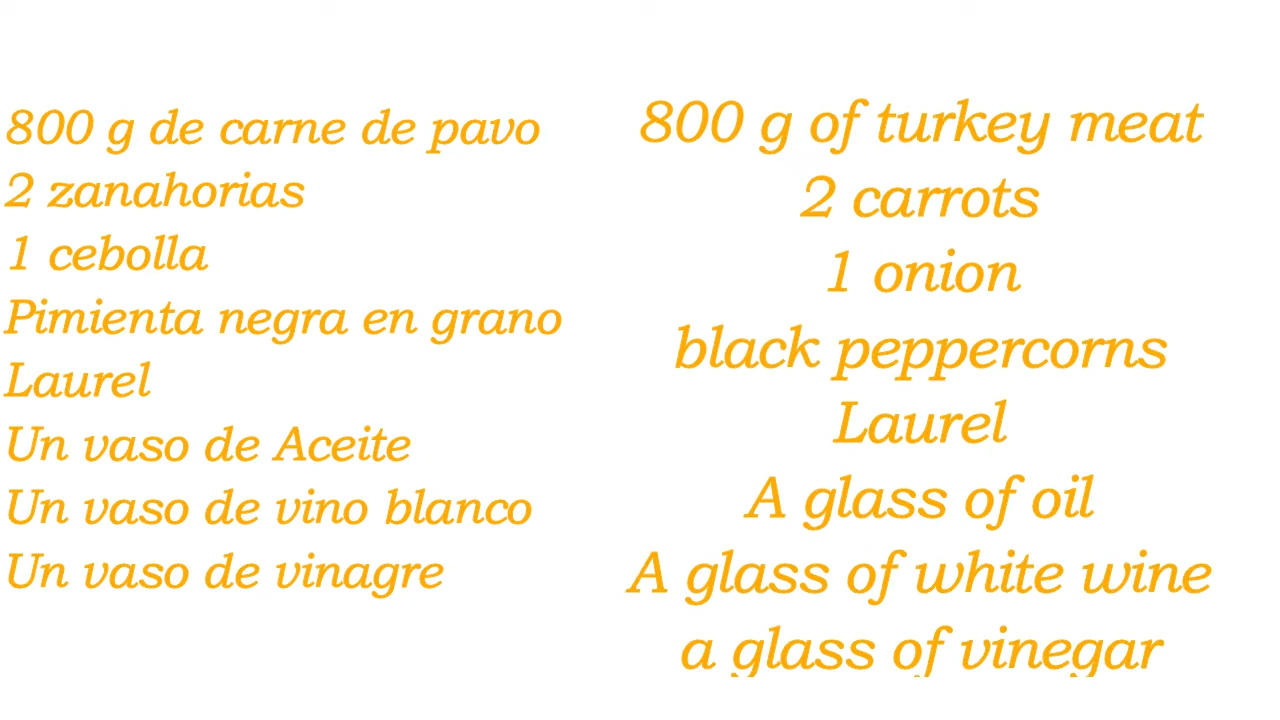 800 g de carne de pavo
2 zanahorias
1 cebolla
Pimienta negra en grano
Laurel
Un vaso de Aceite
Un vaso de vino blanco
Un vaso de vinagre
800 g of turkey meat
2 carrots
1 onion
black peppercorns
Laurel
A glass of oil
A glass of white wine
a glass of vinegar